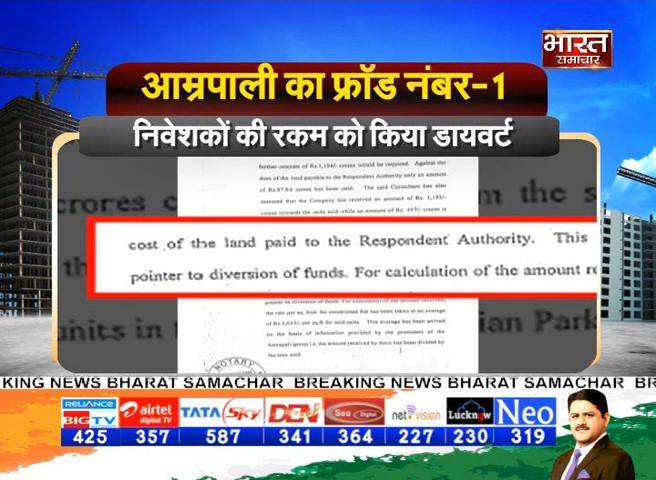 भारत
समाचार
आम्रपाली का फ्रॉड नंबर-1
निवेशकों की रकम को किया डायवर्ट
further amount of Rs.1,194/- crores would be required. Against the
dues of the land payable to the Respondent Authority only an amount
of Rs.87.64 crores has been paid. The said Consultant has also
assessed that the Company has received an amount of Rs. 1,193/-
crores towards the units sold while an amount of Rs. is
cost of the land paid to the Respondent Authority. This
pointer to diversion of funds. For calculation of the amount re
pointer to diversion of funds. For calculation of the amount received,
the rate per sq. foot, the constructed flat has been taken at an average
of Rs. per sq.ft for sold units. This average has been arrived
on the basis of information provided by the promoters of the
Amrapali group i.e, the amount received by them has been divided by
the area sold.
crores
m the s
th
units in t
ian Park
NOTARY
KING NEWS BHARAT SAMACHAR BREAKING NEWS BHARAT SAMACHAR BR
RELIANCE BIG TV airtel digital TV TATA Sky DEN Sea Digital net vision Lucknow Neo
425 357 587 341 364 227 230 319